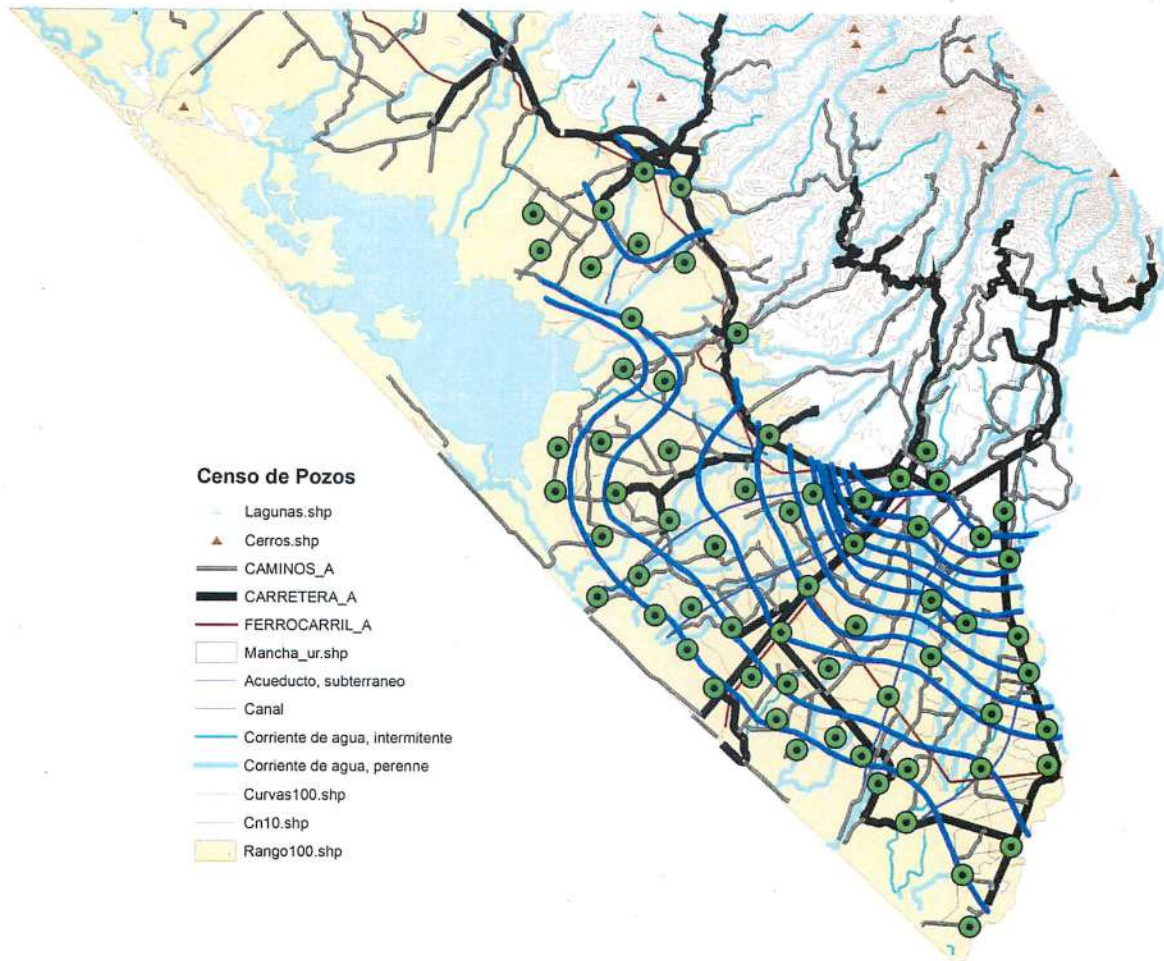 Censo de Pozos
Lagunas.shp
Cerros.shp
CAMINOS_A
CARRETERA_A
FERROCARRIL_A
Mancha_ur.shp
Acueducto, subterraneo
Canal
Corriente de agua, intermitente
Corriente de agua, perenne
Curvas100.shp
Cn10.shp
Rango100.shp